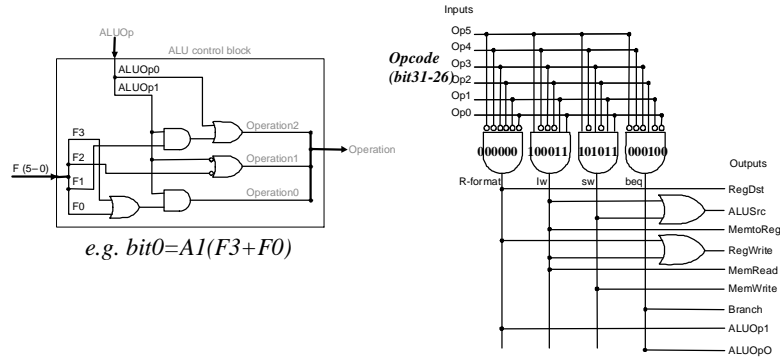 ALUOp
ALU control block
ALUOp0
ALUOp1
F3
F2
F (5–0)
F1
F0
Operation2
Operation1
Operation0
Operation
e.g. bit0=A1(F3+F0)
Inputs
Op5
Op4
Op3
Op2
Op1
Op0
Opcode
(bit31-26)
000000
100011
101011
000100
R-format
lw
sw
beq
Outputs
RegDst
ALUSrc
MemtoReg
RegWrite
MemRead
MemWrite
Branch
ALUOp1
ALUOpO